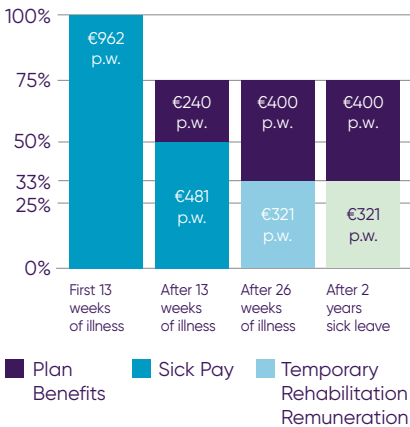 100%
75%
50%
33%
25%
0%
€962
p.w.
€240
p.w.
€481
p.w.
€400
p.w.
€321
p.w.
€400
p.w.
€321
p.w.
First 13
weeks
of illness
After 13
weeks
of illness
After 26
weeks
of illness
After 2
years
sick leave
Plan
Benefits
Sick Pay
Temporary
Rehabilitation
Remuneration